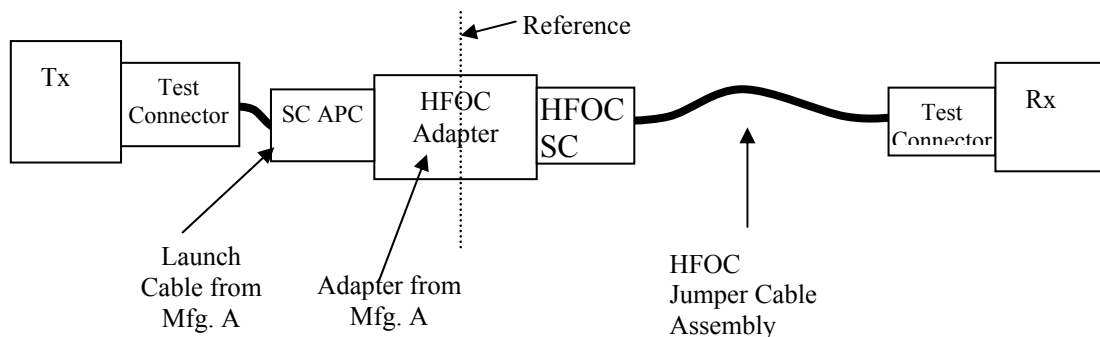 Reference
Tx
Test
Connector
SC APC
HFOC
Adapter
HFOC
SC
Test
Connector
Rx
Launch
Cable from
Mfg. A
Adapter from
Mfg. A
HFOC
Jumper Cable
Assembly